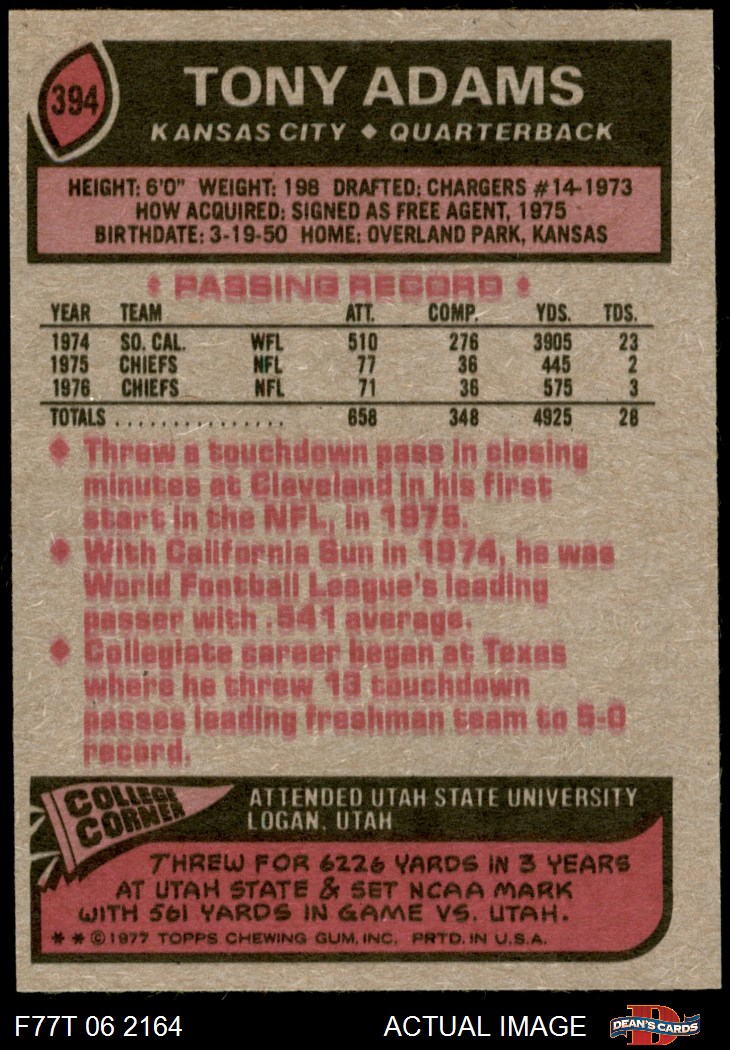 394
TONY ADAMS
KANSAS CITY ◆ QUARTERBACK
HEIGHT: 6'0" WEIGHT: 198 DRAFTED: CHARGERS #14-1973
HOW ACQUIRED: SIGNED AS FREE AGENT, 1975
BIRTHDATE: 3-19-50 HOME: OVERLAND PARK, KANSAS
◆ PASSING RECORD ◆
YEAR TEAM ATT. COMP. YDS. TDS.
1974 SO. CAL. WFL 510 276 3905 23
1975 CHIEFS NFL 77 36 445 2
1976 CHIEFS NFL 71 36 575 3
TOTALS ............... 658 348 4925 28
◆ Threw a touchdown pass in closing
minutes at Cleveland in his first
start in the NFL, in 1975.
◆ With California Sun in 1974, he was
World Football League's leading
passer with .541 average.
◆ Collegiate career began at Texas
where he threw 13 touchdown
passes leading freshman team to 5-0
record.
COLLEGE
CORNER
ATTENDED UTAH STATE UNIVERSITY
LOGAN, UTAH
THREW FOR 6226 YARDS IN 3 YEARS
AT UTAH STATE & SET NCAA MARK
WITH 561 YARDS IN GAME VS. UTAH.
* * © 1977 TOPPS CHEWING GUM, INC. PRTD. IN U.S.A.
F77T 06 2164 ACTUAL IMAGE
D
DEAN'S CARDS